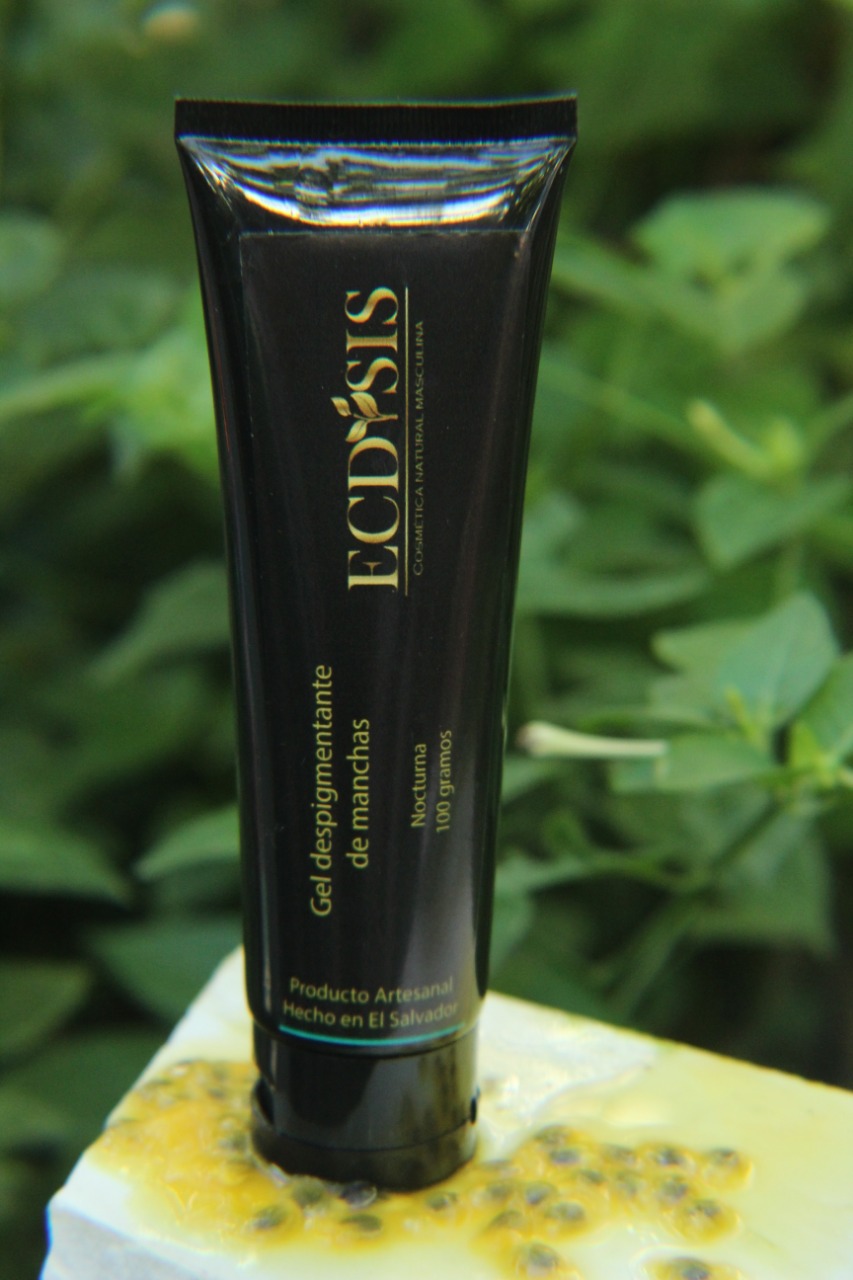 ECDYSIS
COSMÉTICA NATURAL MASCULINA
Gel despigmentante
de manchas
Nocturna
100 gramos
Producto Artesanal
Hecho en El Salvador